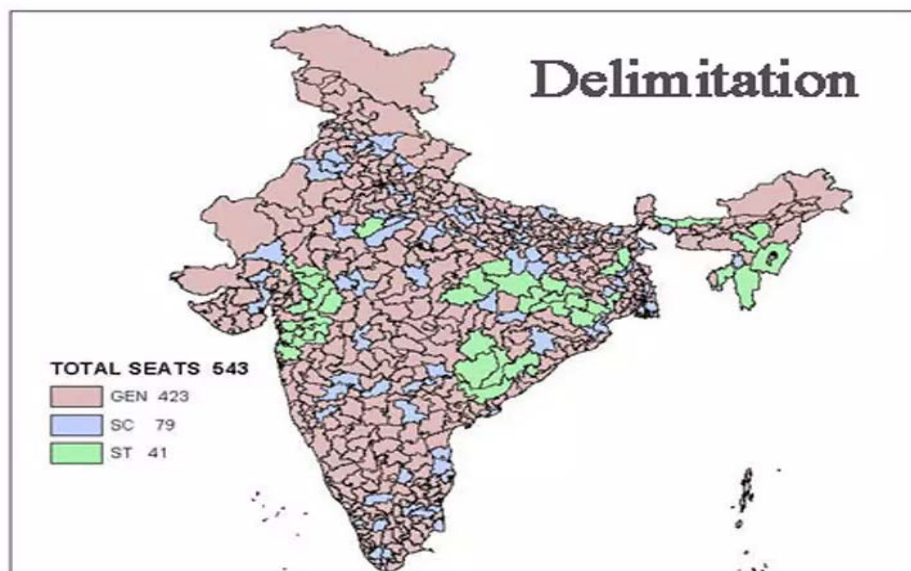 Delimitation
TOTAL SEATS 543
GEN 423
SC 79
ST 41